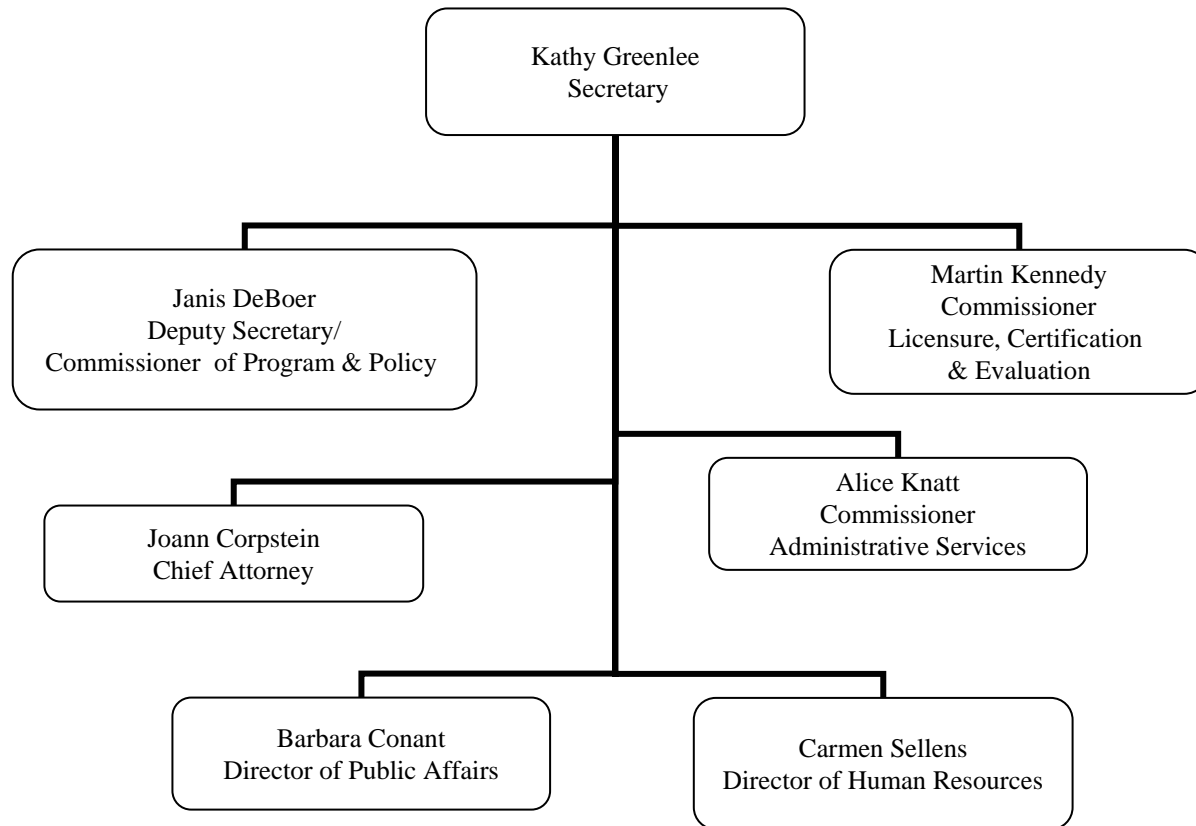 Kathy Greenlee
Secretary
Janis DeBoer
Deputy Secretary/
Commissioner of Program & Policy
Martin Kennedy
Commissioner
Licensure, Certification
& Evaluation
Alice Knatt
Commissioner
Administrative Services
Joann Corpstein
Chief Attorney
Barbara Conant
Director of Public Affairs
Carmen Sellens
Director of Human Resources